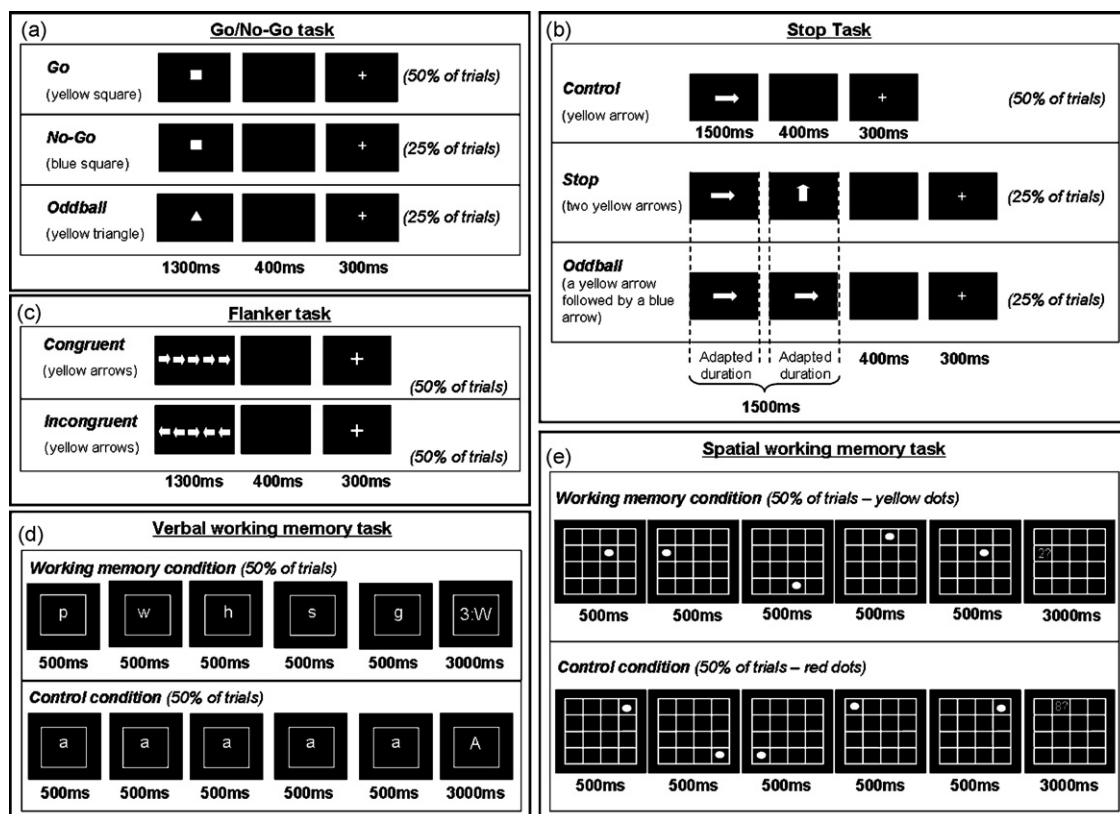 (a)
Go/No-Go task
Go
(yellow square)
(50% of trials)
No-Go
(blue square)
(25% of trials)
Oddball
(yellow triangle)
(25% of trials)
1300ms 400ms 300ms
(b)
Stop Task
Control
(yellow arrow)
(50% of trials)
1500ms 400ms 300ms
Stop
(two yellow arrows)
(25% of trials)
Oddball
(a yellow arrow
followed by a blue
arrow)
(25% of trials)
Adapted Adapted
duration duration
400ms 300ms
1500ms
(c)
Flanker task
Congruent
(yellow arrows)
(50% of trials)
Incongruent
(yellow arrows)
(50% of trials)
1300ms 400ms 300ms
(d)
Verbal working memory task
Working memory condition (50% of trials)
p w h s g 3:W
500ms 500ms 500ms 500ms 500ms 3000ms
Control condition (50% of trials)
a a a a a A
500ms 500ms 500ms 500ms 500ms 3000ms
(e)
Spatial working memory task
Working memory condition (50% of trials – yellow dots)
2?
500ms 500ms 500ms 500ms 500ms 3000ms
Control condition (50% of trials – red dots)
8?
500ms 500ms 500ms 500ms 500ms 3000ms